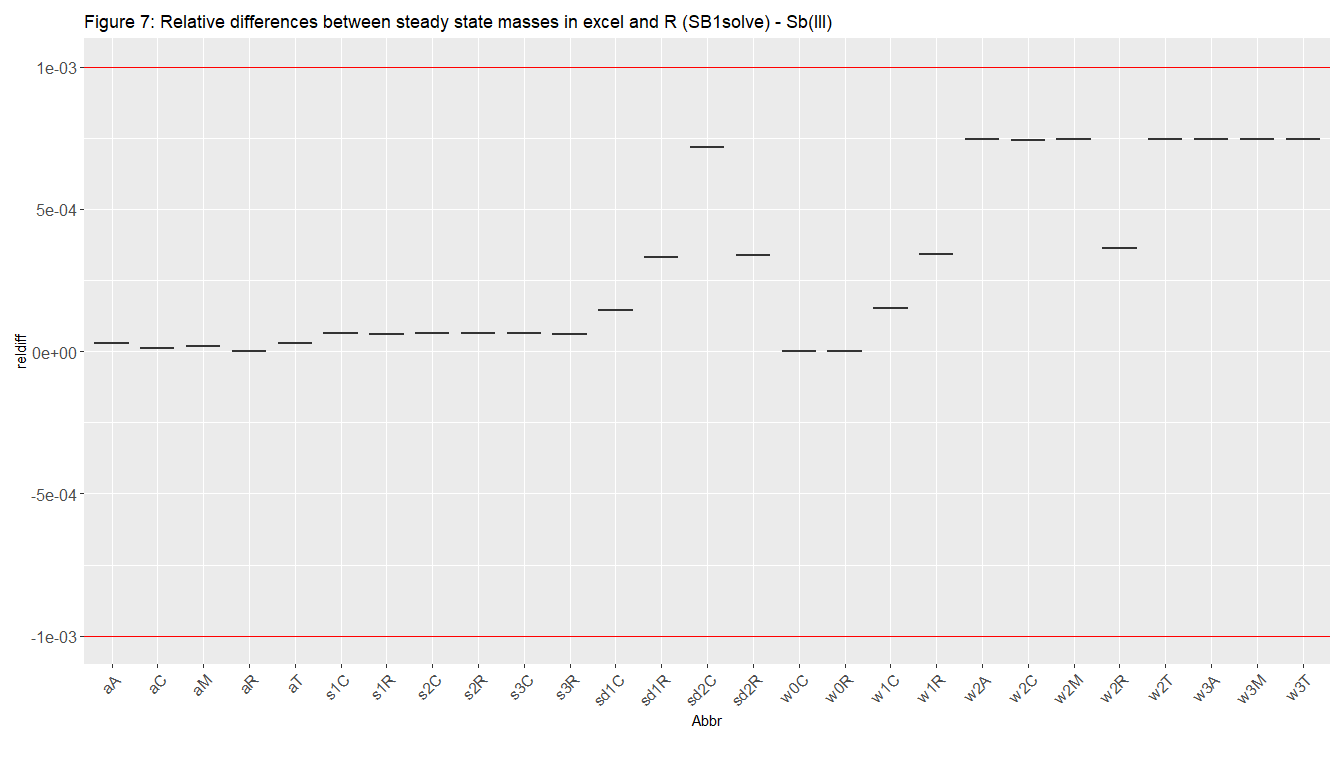 Figure 7: Relative differences between steady state masses in excel and R (SB1solve) - Sb(III)
1e-03
5e-04
0e+00
-5e-04
-1e-03
reldiff
aA aC aM aR aT s1C s1R s2C s2R s3C s3R sd1C sd1R sd2C sd2R w0C w0R w1C w1R w2A w2C w2M w2R w2T w3A w3M w3T
Abbr